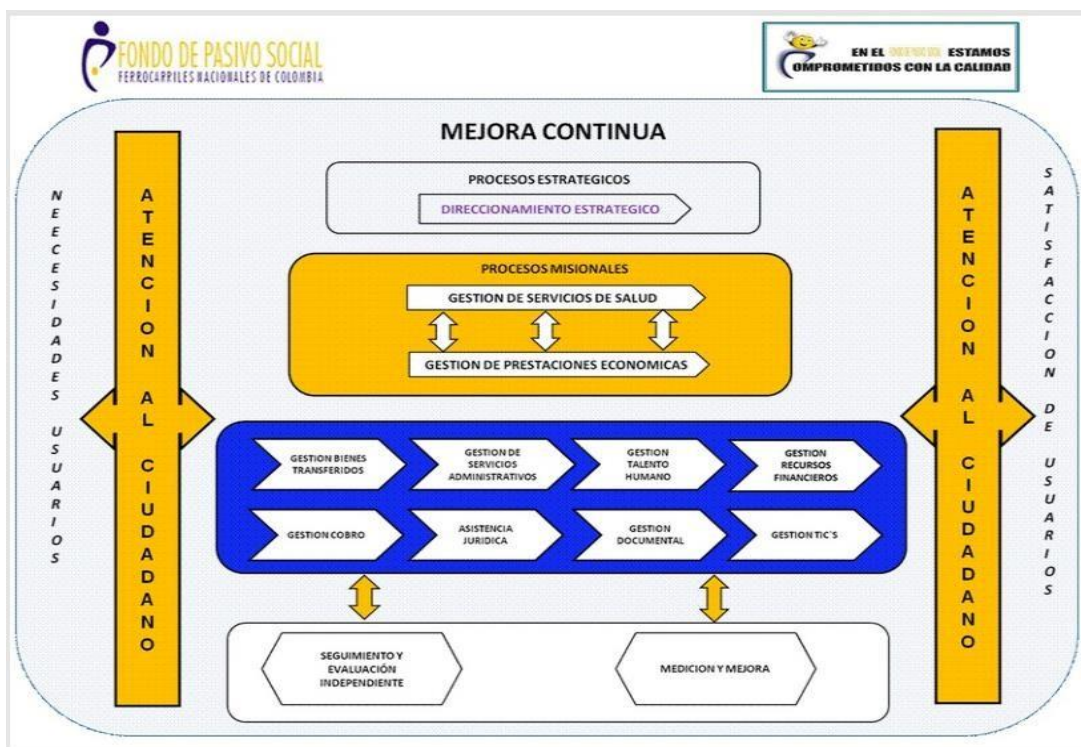 FONDO DE PASIVO SOCIAL
FERROCARRILES NACIONALES DE COLOMBIA
EN EL ESTAMOS
COMPROMETIDOS CON LA CALIDAD
MEJORA CONTINUA
NEECESIDADES USUARIOS
ATENCION AL CIUDADANO
PROCESOS ESTRATEGICOS
DIRECCIONAMIENTO ESTRATEGICO
PROCESOS MISIONALES
GESTION DE SERVICIOS DE SALUD
GESTION DE PRESTACIONES ECONOMICAS
GESTION BIENES
TRANSFERIDOS
GESTION DE
SERVICIOS
ADMINISTRATIVOS
GESTION
TALENTO
HUMANO
GESTION
RECURSOS
FINANCIEROS
GESTION COBRO
ASISTENCIA
JURIDICA
GESTION
DOCUMENTAL
GESTION TIC´S
SEGUIMIENTO Y
EVALUACIÓN
INDEPENDIENTE
MEDICION Y MEJORA
ATENCION AL CIUDADANO
SATISFACCION DE USUARIOS